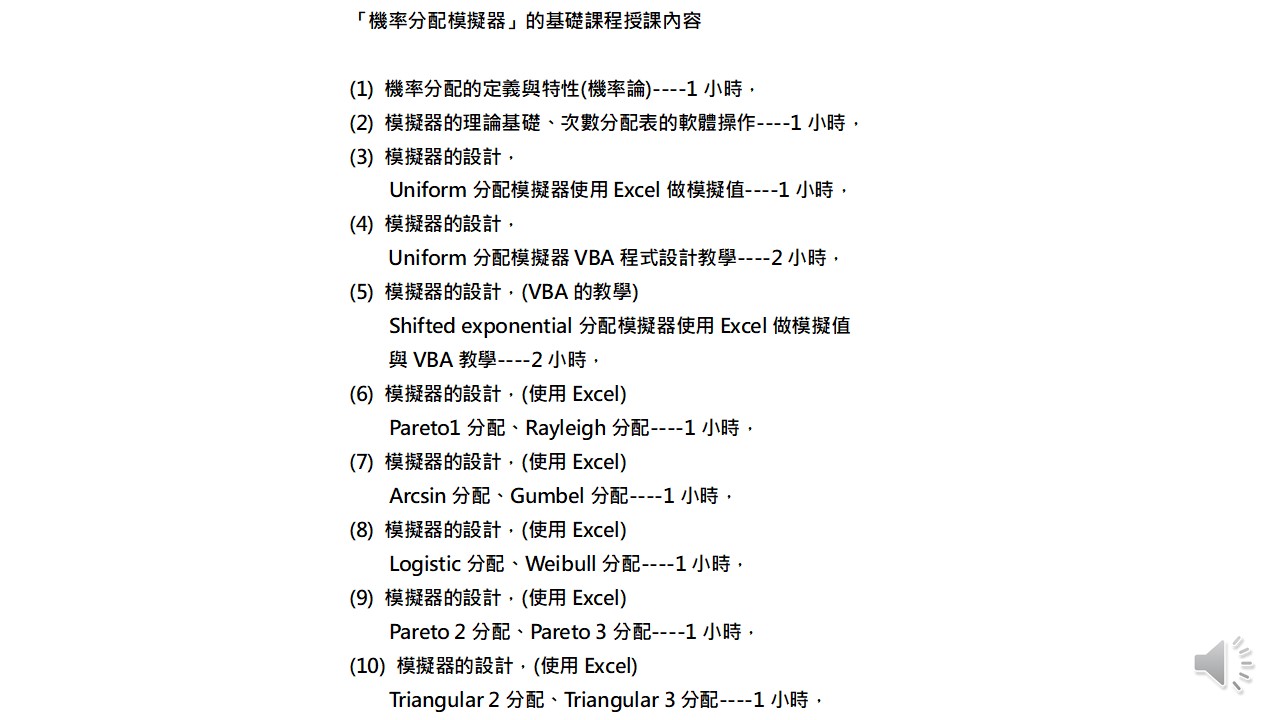 「機率分配模擬器」的基礎課程授課內容
(1) 機率分配的定義與特性(機率論)----1 小時，
(2) 模擬器的理論基礎、次數分配表的軟體操作----1 小時，
(3) 模擬器的設計，
Uniform 分配模擬器使用 Excel 做模擬值----1 小時，
(4) 模擬器的設計，
Uniform 分配模擬器 VBA 程式設計教學----2 小時，
(5) 模擬器的設計，(VBA 的教學)
Shifted exponential 分配模擬器使用 Excel 做模擬值
與 VBA 教學----2 小時，
(6) 模擬器的設計，(使用 Excel)
Pareto1 分配、Rayleigh 分配----1 小時，
(7) 模擬器的設計，(使用 Excel)
Arcsin 分配、Gumbel 分配----1 小時，
(8) 模擬器的設計，(使用 Excel)
Logistic 分配、Weibull 分配----1 小時，
(9) 模擬器的設計，(使用 Excel)
Pareto 2 分配、Pareto 3 分配----1 小時，
(10) 模擬器的設計，(使用 Excel)
Triangular 2 分配、Triangular 3 分配----1 小時，